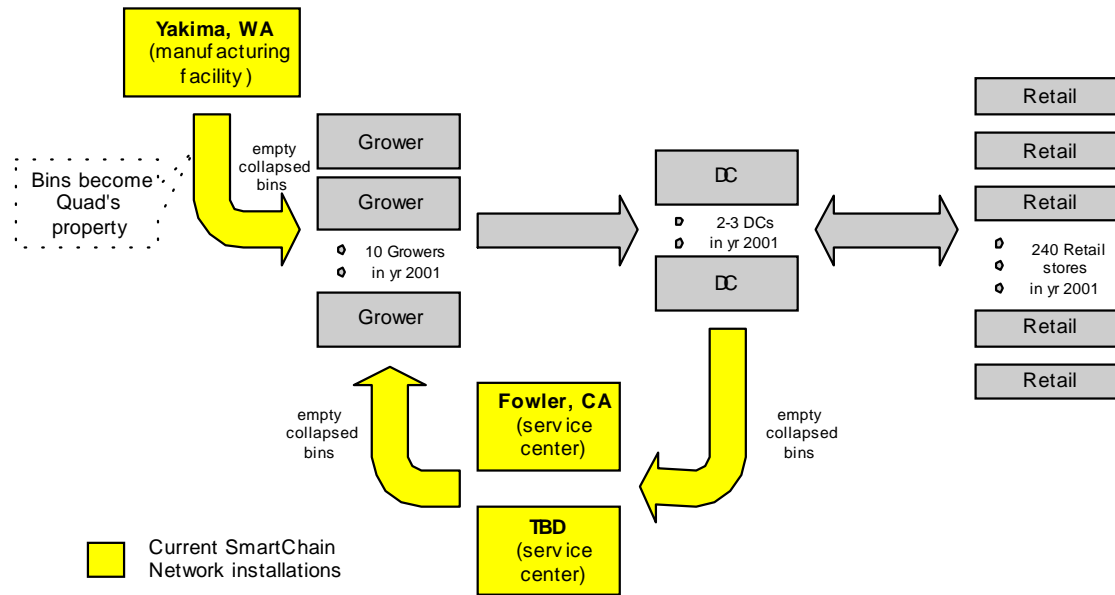 Yakima, WA
(manufacturing
facility)
empty
collapsed
bins
Bins become
Quad's
property
Grower
Grower
10 Growers
in yr 2001
Grower
DC
2-3 DCs
in yr 2001
DC
Retail
Retail
Retail
240 Retail
stores
in yr 2001
Retail
Retail
empty
collapsed
bins
Fowler, CA
(service
center)
empty
collapsed
bins
TBD
(service
center)
Current SmartChain
Network installations